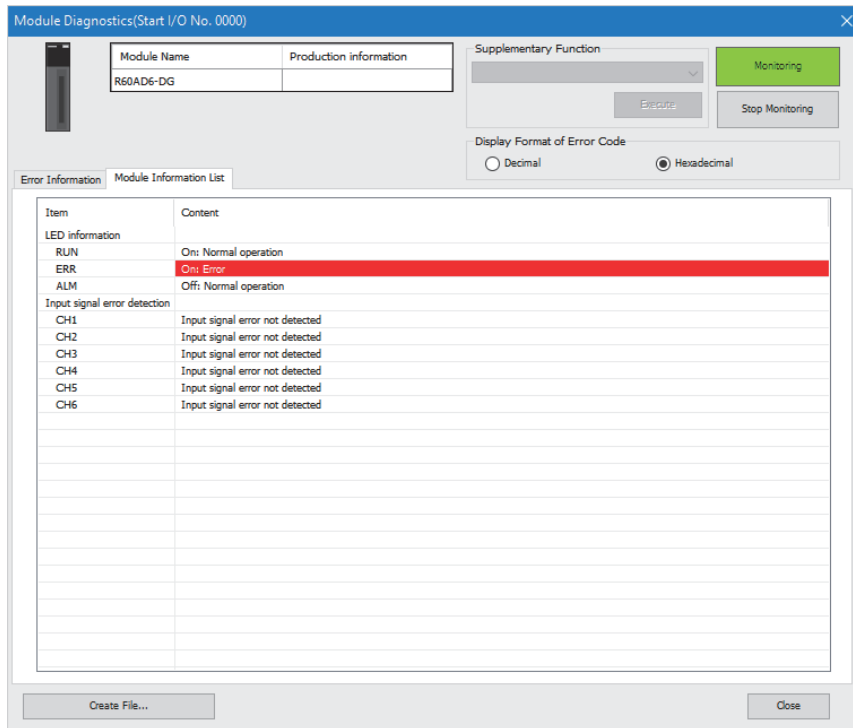 Module Diagnostics(Start I/O No. 0000)
Module Name Production information
R60AD6-DG
Supplementary Function
Execute
Monitoring
Stop Monitoring
Display Format of Error Code
Decimal Hexadecimal
Error Information Module Information List
Item Content
LED information
RUN On: Normal operation
ERR On: Error
ALM Off: Normal operation
Input signal error detection
CH1 Input signal error not detected
CH2 Input signal error not detected
CH3 Input signal error not detected
CH4 Input signal error not detected
CH5 Input signal error not detected
CH6 Input signal error not detected
Create File... Close